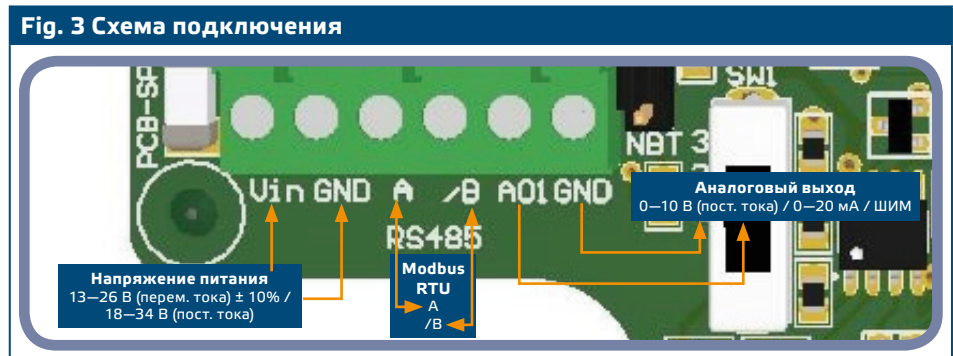 Fig. 3 Схема подключения
PCB-SP
SW1
NBT 3
Vin GND A /B AO1 GND
RS485
Аналоговый выход
0—10 В (пост. тока) / 0—20 мА / ШИМ
Напряжение питания
13—26 В (перем. тока) ± 10% /
18—34 В (пост. тока)
Modbus
RTU
A
/B